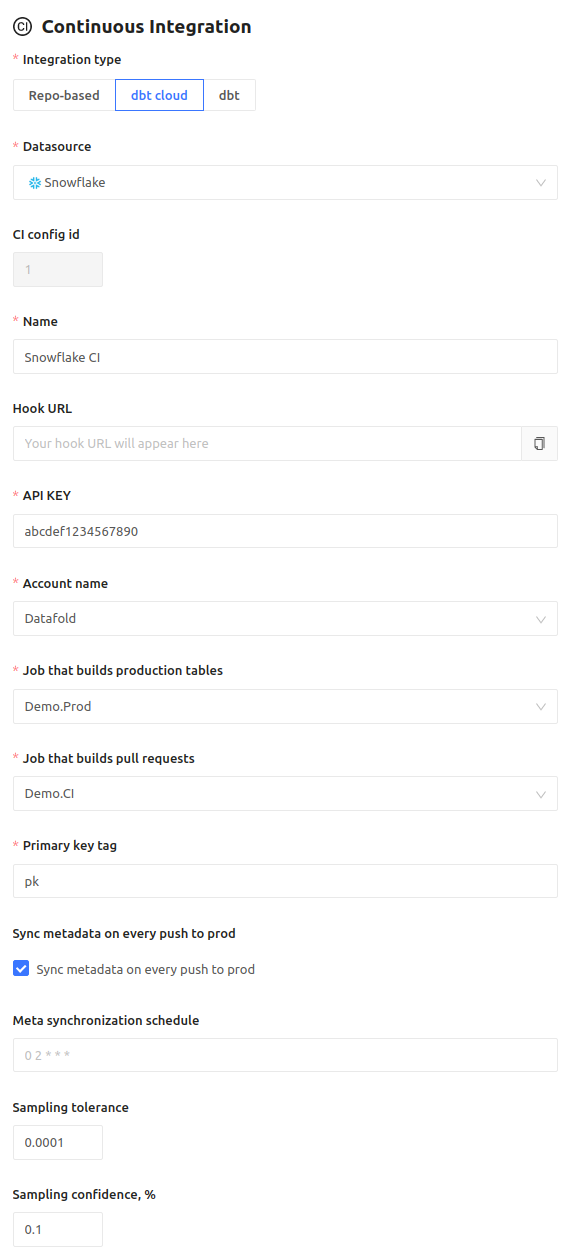 CI Continuous Integration
* Integration type
Repo-based dbt cloud dbt
* Datasource
Snowflake
CI config id
1
* Name
Snowflake CI
Hook URL
Your hook URL will appear here
* API KEY
abcdef1234567890
* Account name
Datafold
* Job that builds production tables
Demo.Prod
* Job that builds pull requests
Demo.CI
* Primary key tag
pk
Sync metadata on every push to prod
Sync metadata on every push to prod
Meta synchronization schedule
0 2 * * *
Sampling tolerance
0.0001
Sampling confidence, %
0.1